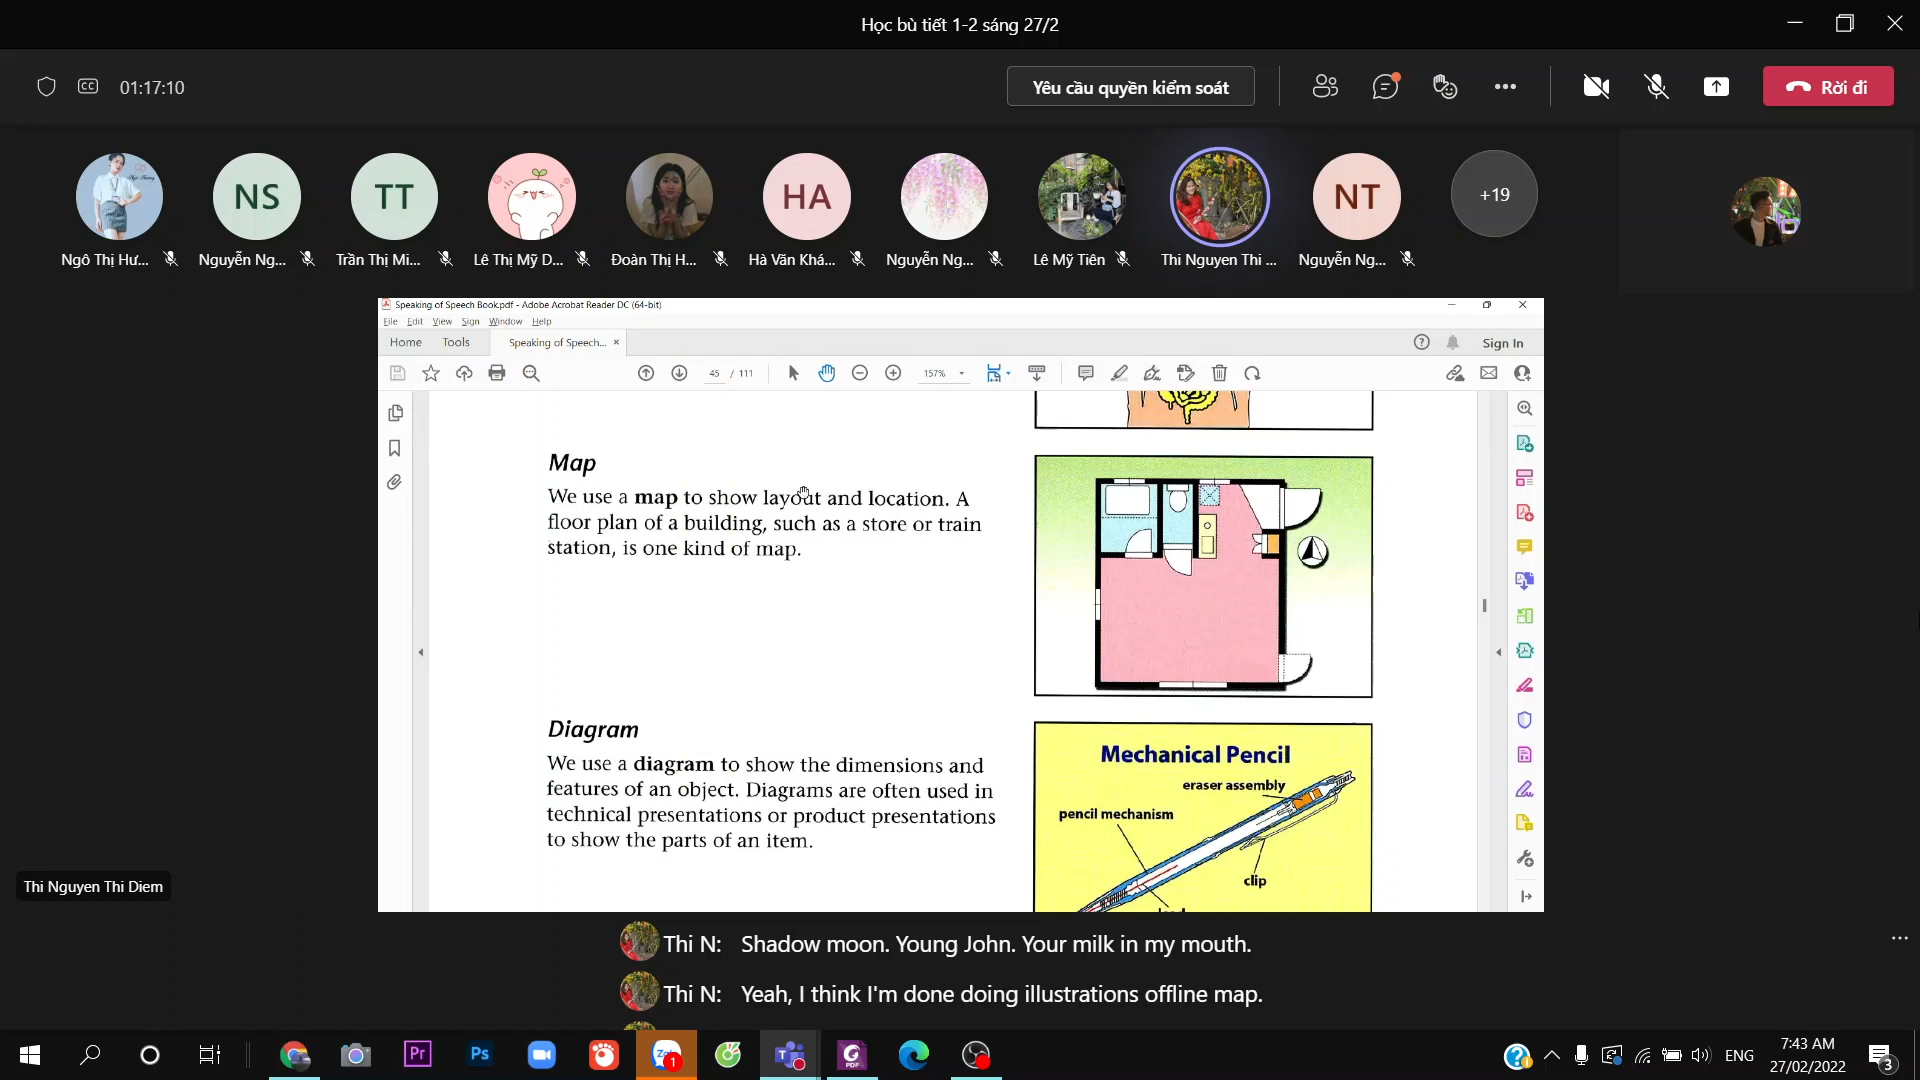 Học bù tiết 1-2 sáng 27/2
CC 01:17:10 Yêu cầu quyền kiểm soát Rời đi
NS TT HA NT +19
Ngô Thị Hư... Nguyễn Ng... Trần Thị Mi... Lê Thị Mỹ D... Đoàn Thị H... Hà Văn Khá... Nguyễn Ng... Lê Mỹ Tiên Thi Nguyen Thi ... Nguyễn Ng...
Speaking of Speech Book.pdf - Adobe Acrobat Reader DC (64-bit)
File Edit View Sign Window Help
Home Tools Speaking of Speech... × Sign In
45 / 111 157%
Map
We use a map to show layout and location. A
floor plan of a building, such as a store or train
station, is one kind of map.
Diagram
We use a diagram to show the dimensions and
features of an object. Diagrams are often used in
technical presentations or product presentations
to show the parts of an item.
Mechanical Pencil
eraser assembly
pencil mechanism
clip
Thi Nguyen Thi Diem
Thi N: Shadow moon. Young John. Your milk in my mouth.
Thi N: Yeah, I think I'm done doing illustrations offline map.
Pr Ps Zalo 1 T PDF ENG
7:43 AM
27/02/2022
3